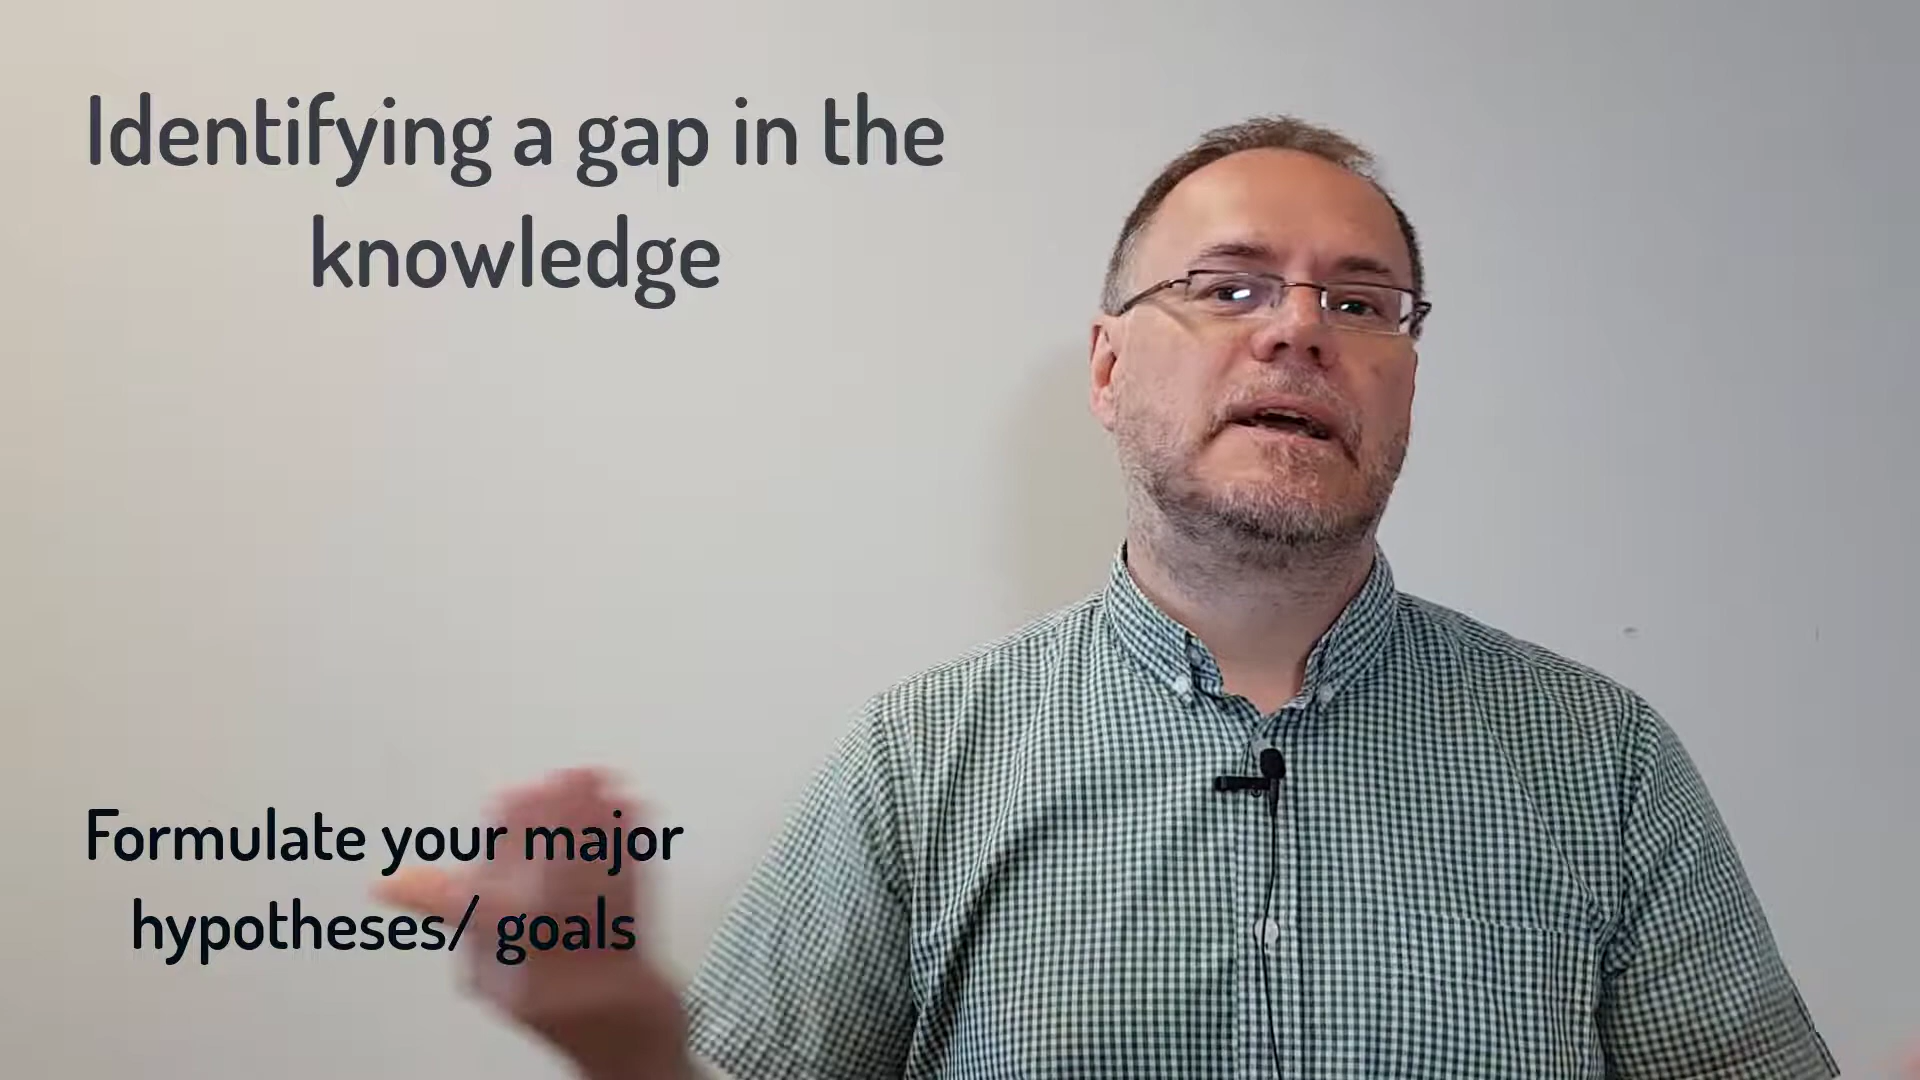 Identifying a gap in the
knowledge
Formulate your major
hypotheses/ goals